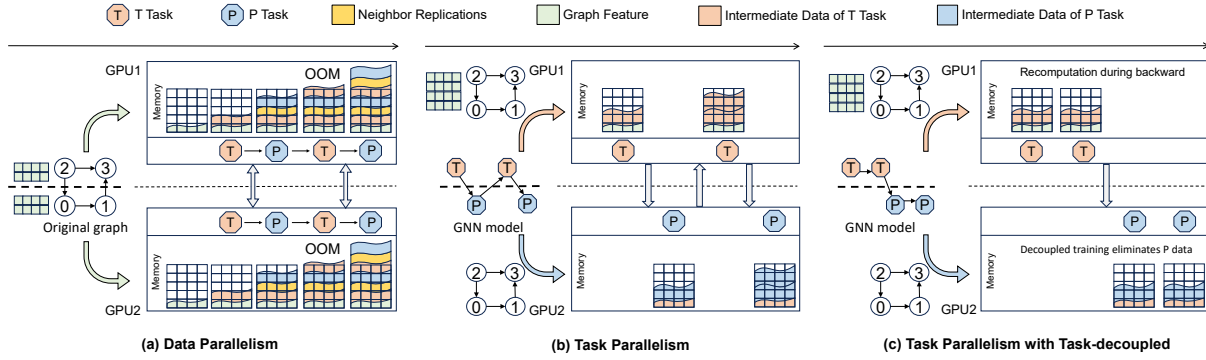 T T Task P P Task Neighbor Replications Graph Feature Intermediate Data of T Task Intermediate Data of P Task
GPU1
Memory
OOM
T P T P
2 3
0 1
Original graph
T P T P
OOM
Memory
GPU2
(a) Data Parallelism
2 3
0 1
GPU1
Memory
T T
T T
P P
GNN model
P P
2 3
0 1
Memory
GPU2
(b) Task Parallelism
2 3
0 1
GPU1
Memory
Recomputation during backward
T T
T T
P P
GNN model
P P
Decoupled training eliminates P data
2 3
0 1
Memory
GPU2
(c) Task Parallelism with Task-decoupled